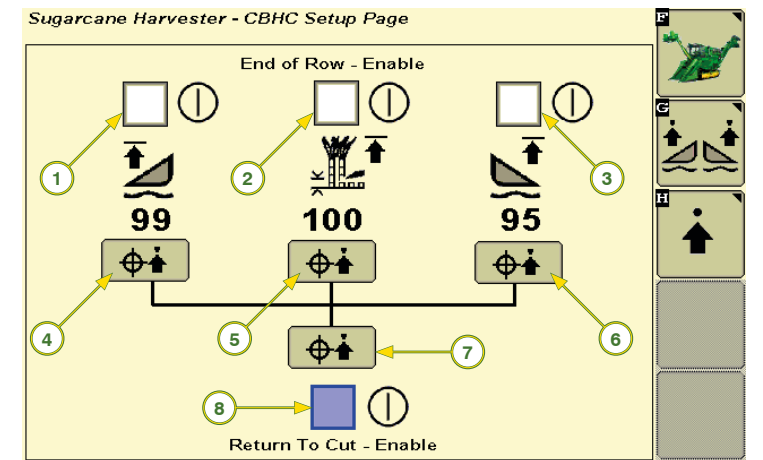 Sugarcane Harvester - CBHC Setup Page
F
End of Row - Enable
G
1
2
3
99
100
95
H
4
5
6
7
8
Return To Cut - Enable